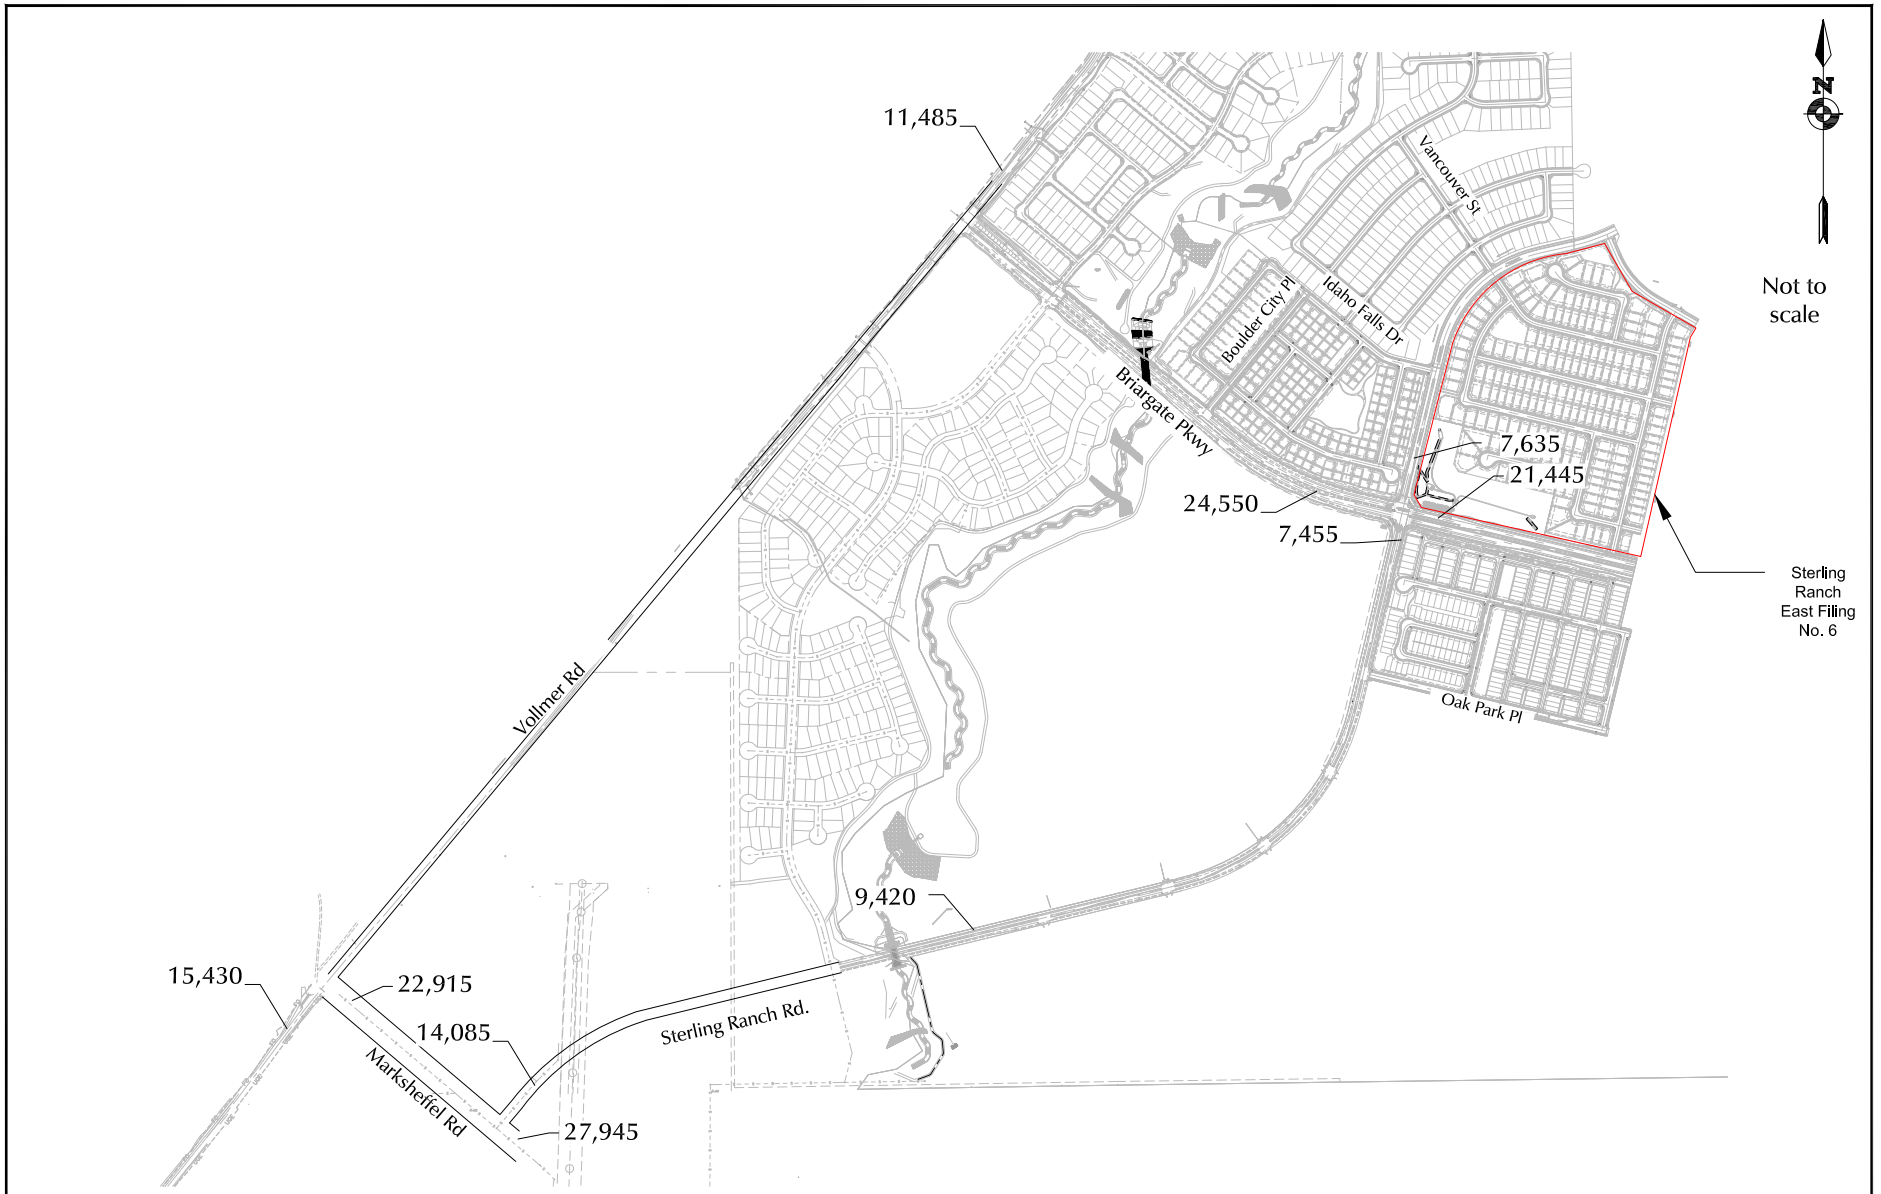 N
Not to
scale
11,485
Vancouver St
Idaho Falls Dr
Boulder City Pl
Briargate Pkwy
7,635
21,445
24,550
7,455
Sterling
Ranch
East Filing
No. 6
Oak Park Pl
Vollmer Rd
9,420
15,430
22,915
14,085
Sterling Ranch Rd.
Marksheffel Rd
27,945